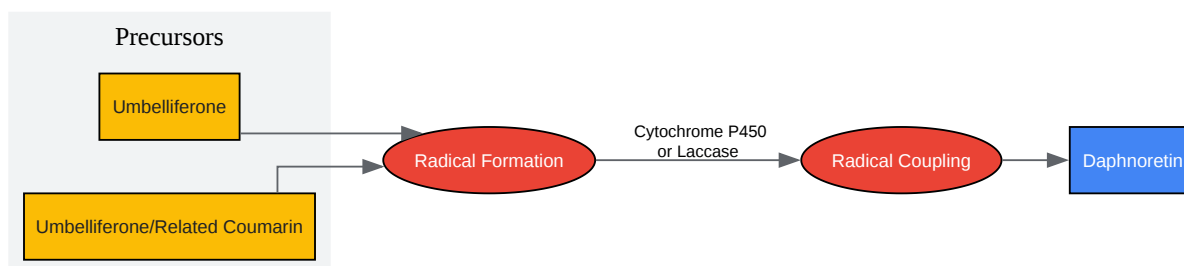 Precursors
Umbelliferone
Umbelliferone/Related Coumarin
Radical Formation
Cytochrome P450
or Laccase
Radical Coupling
Daphnoretin